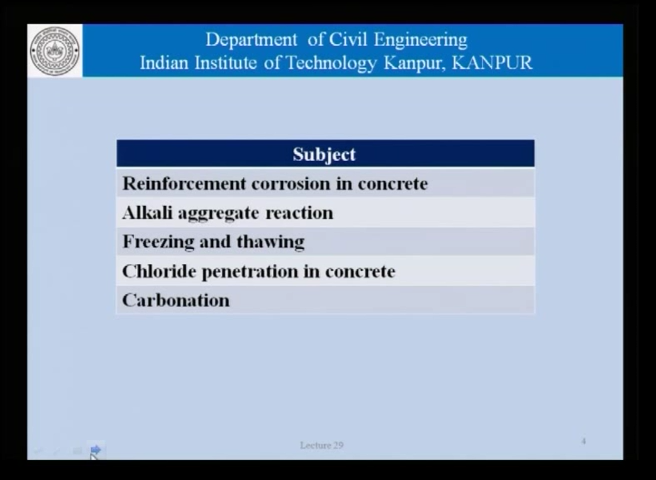 Department of Civil Engineering
Indian Institute of Technology Kanpur, KANPUR
Subject
Reinforcement corrosion in concrete
Alkali aggregate reaction
Freezing and thawing
Chloride penetration in concrete
Carbonation
Lecture 29
4